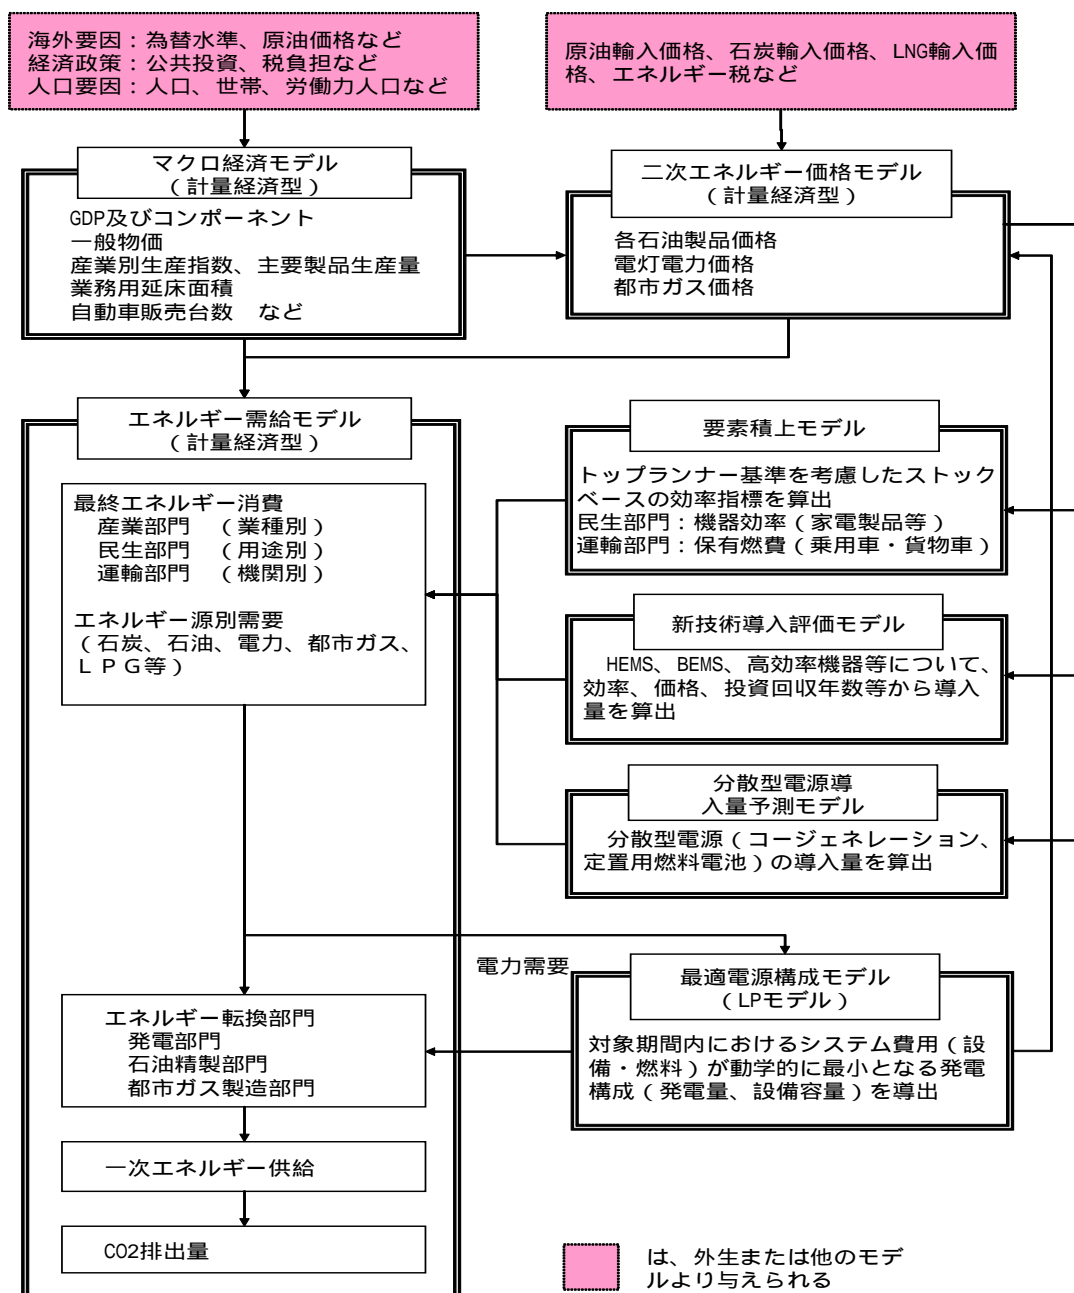 海外要因：為替水準、原油価格など
経済政策：公共投資、税負担など
人口要因：人口、世帯、労働力人口など
原油輸入価格、石炭輸入価格、LNG輸入価
格、エネルギー税など
マクロ経済モデル
（計量経済型）
GDP及びコンポーネント
一般物価
産業別生産指数、主要製品生産量
業務用延床面積
自動車販売台数　など
二次エネルギー価格モデル
（計量経済型）
各石油製品価格
電灯電力価格
都市ガス価格
エネルギー需給モデル
（計量経済型）
最終エネルギー消費
産業部門　（業種別）
民生部門　（用途別）
運輸部門　（機関別）
エネルギー源別需要
（石炭、石油、電力、都市ガス、
ＬＰＧ等）
要素積上モデル
トップランナー基準を考慮したストック
ベースの効率指標を算出
民生部門：機器効率（家電製品等）
運輸部門：保有燃費（乗用車・貨物車）
新技術導入評価モデル
HEMS、BEMS、高効率機器等について、
効率、価格、投資回収年数等から導入
量を算出
分散型電源導
入量予測モデル
分散型電源（コージェネレーション、
定置用燃料電池）の導入量を算出
電力需要
最適電源構成モデル
（LPモデル）
対象期間内におけるシステム費用（設
備・燃料）が動学的に最小となる発電
構成（発電量、設備容量）を導出
エネルギー転換部門
発電部門
石油精製部門
都市ガス製造部門
一次エネルギー供給
CO2排出量
は、外生または他のモデ
ルより与えられる